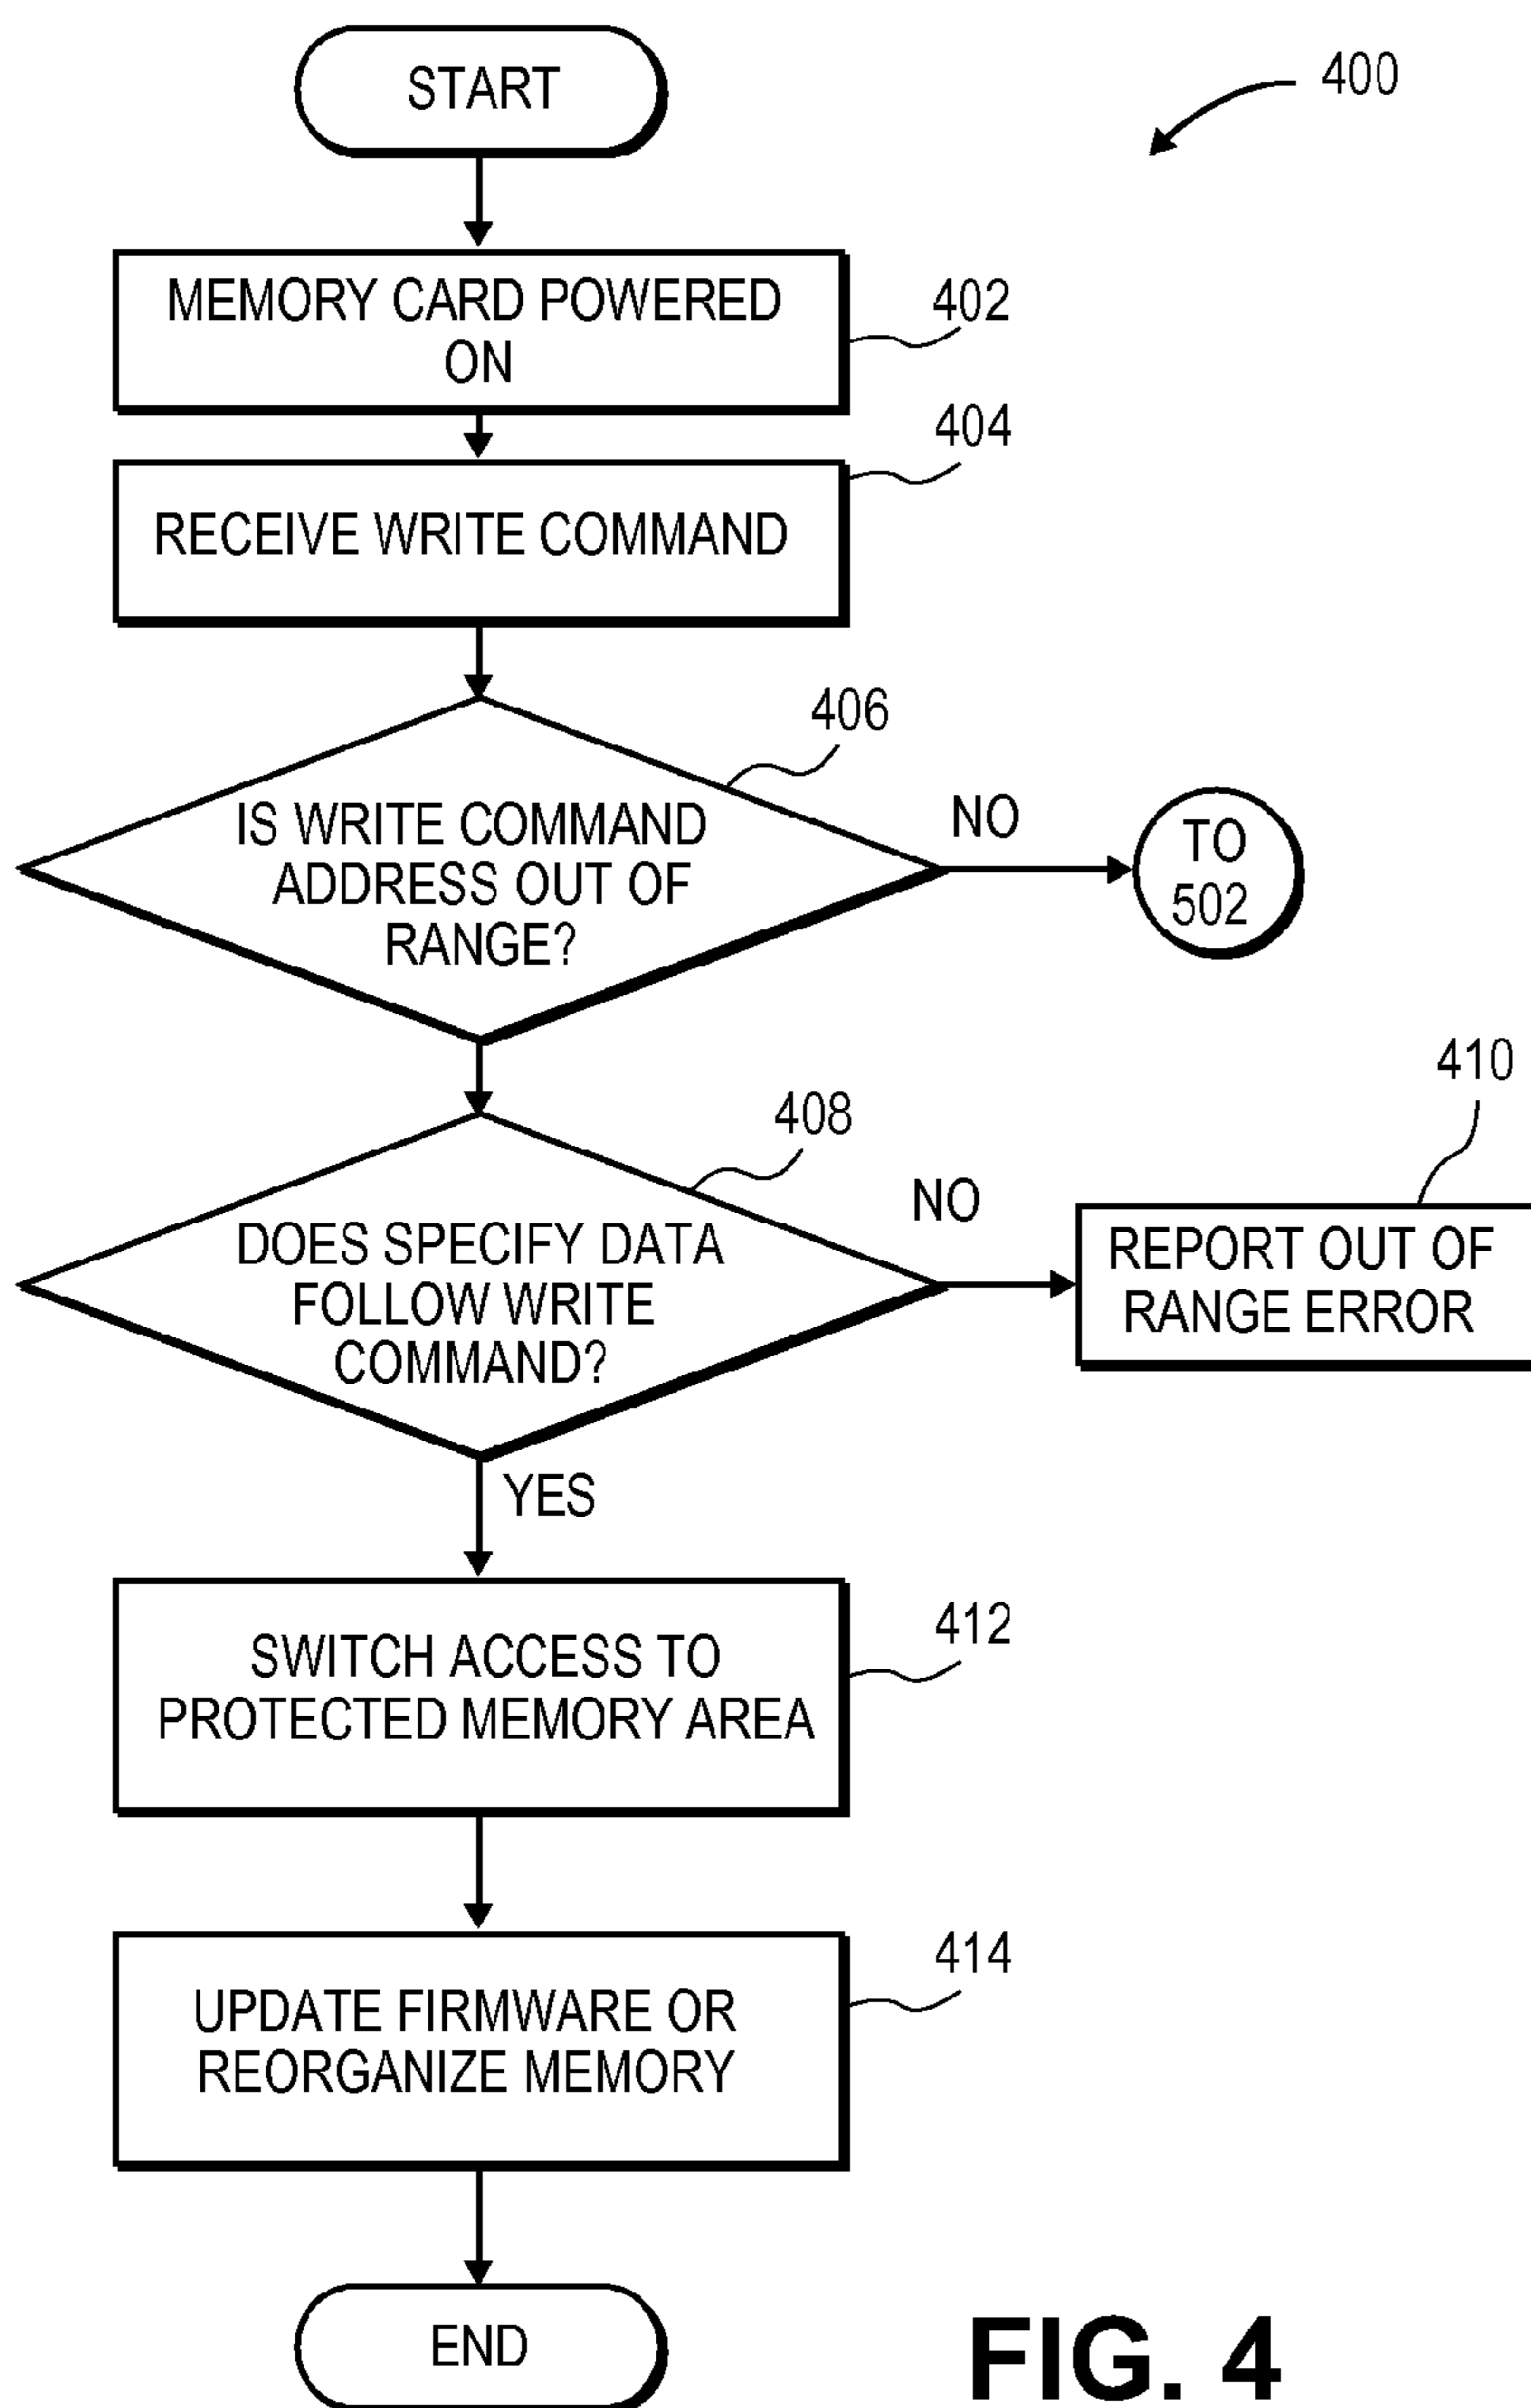 START
400
MEMORY CARD POWERED
ON
402
404
RECEIVE WRITE COMMAND
406
IS WRITE COMMAND
ADDRESS OUT OF
RANGE?
NO
TO
502
408
410
DOES SPECIFY DATA
FOLLOW WRITE
COMMAND?
NO
REPORT OUT OF
RANGE ERROR
YES
SWITCH ACCESS TO
PROTECTED MEMORY AREA
412
UPDATE FIRMWARE OR
REORGANIZE MEMORY
414
END
FIG. 4